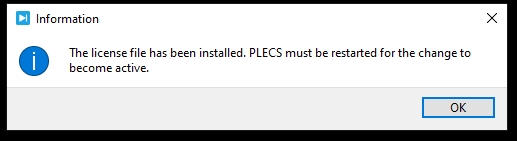 Information
The license file has been installed. PLECS must be restarted for the change to
become active.
OK